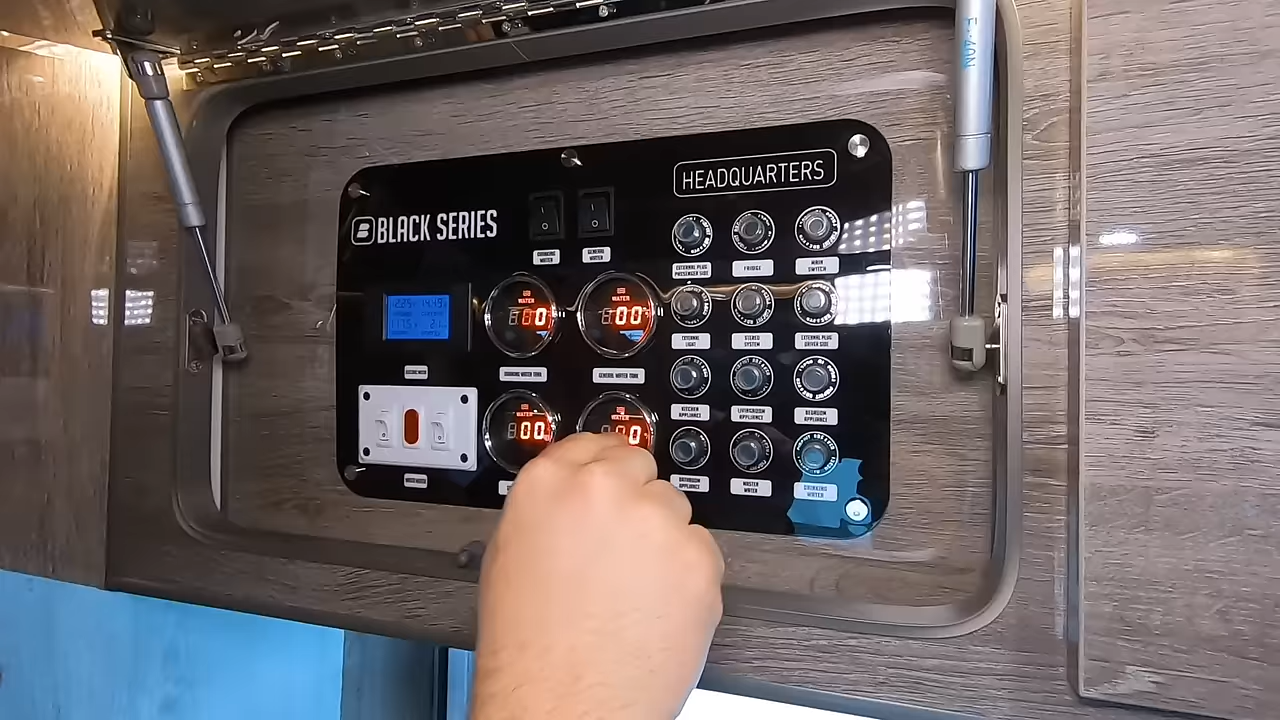 HEADQUARTERS
BLACK SERIES
DRINKING
WATER
GENERAL
WATER
EXTERNAL PLUG
PASSENGER SIDE
FRIDGE
MAIN
SWITCH
WATER
WATER
EXTERNAL
LIGHT
STEREO
SYSTEM
EXTERNAL PLUG
DRIVER SIDE
DRINKING WATER TANK
GENERAL WATER TANK
WATER
00
WATER
KITCHEN
APPLIANCE
LIVINGROOM
APPLIANCE
BEDROOM
APPLIANCE
BATHROOM
APPLIANCE
WASTER
WATER
DRINKING
WATER